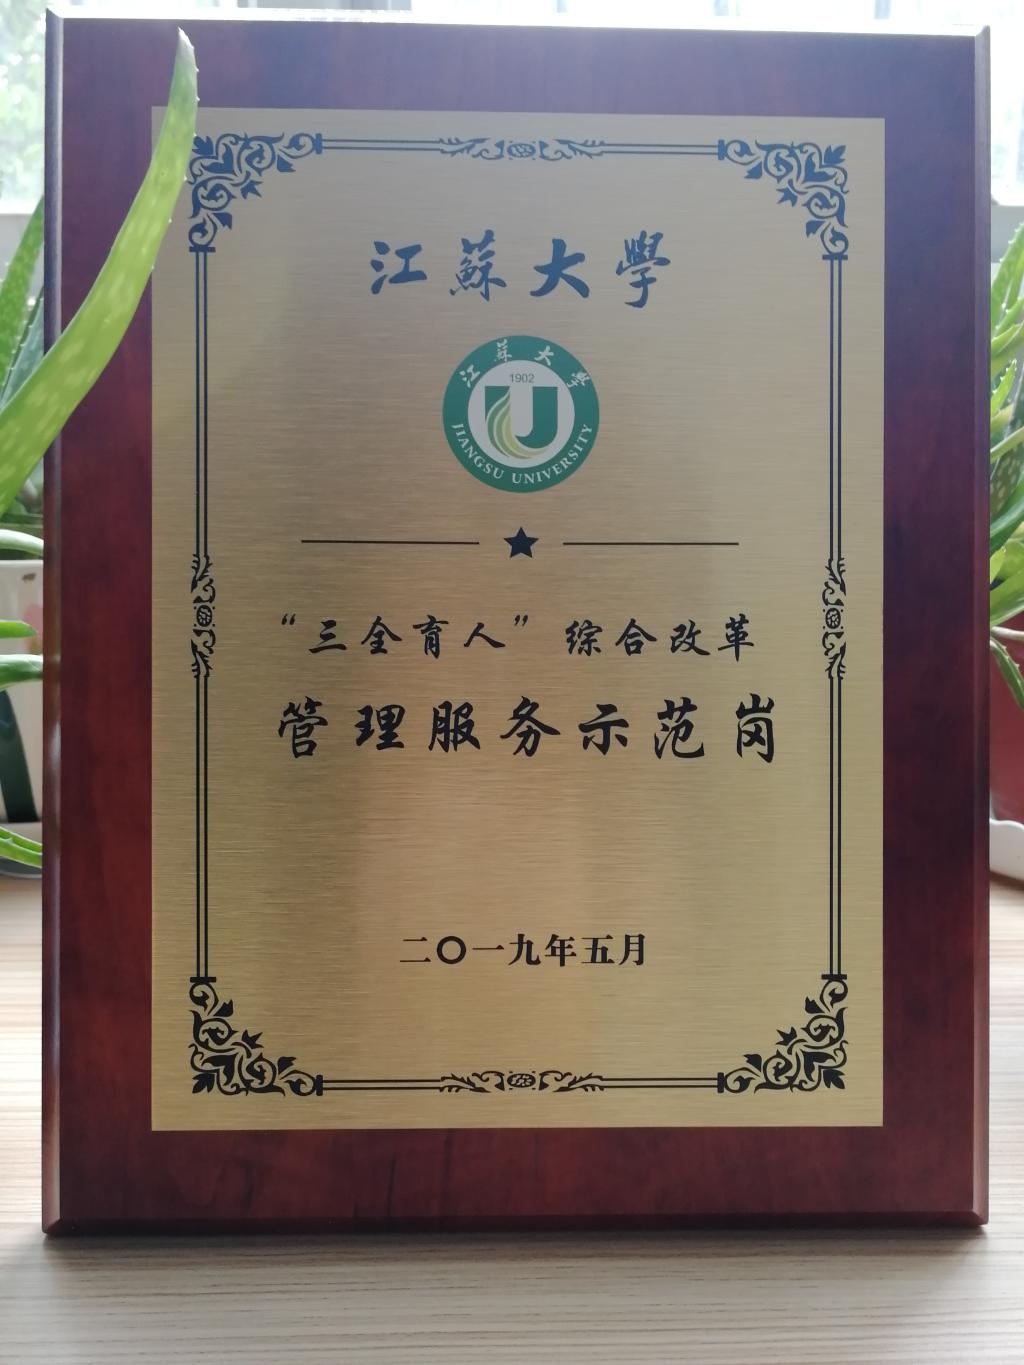 江蘇大學
江蘇大學
1902
JIANGSU UNIVERSITY
“三全育人”综合改革
管理服务示范岗
二〇一九年五月